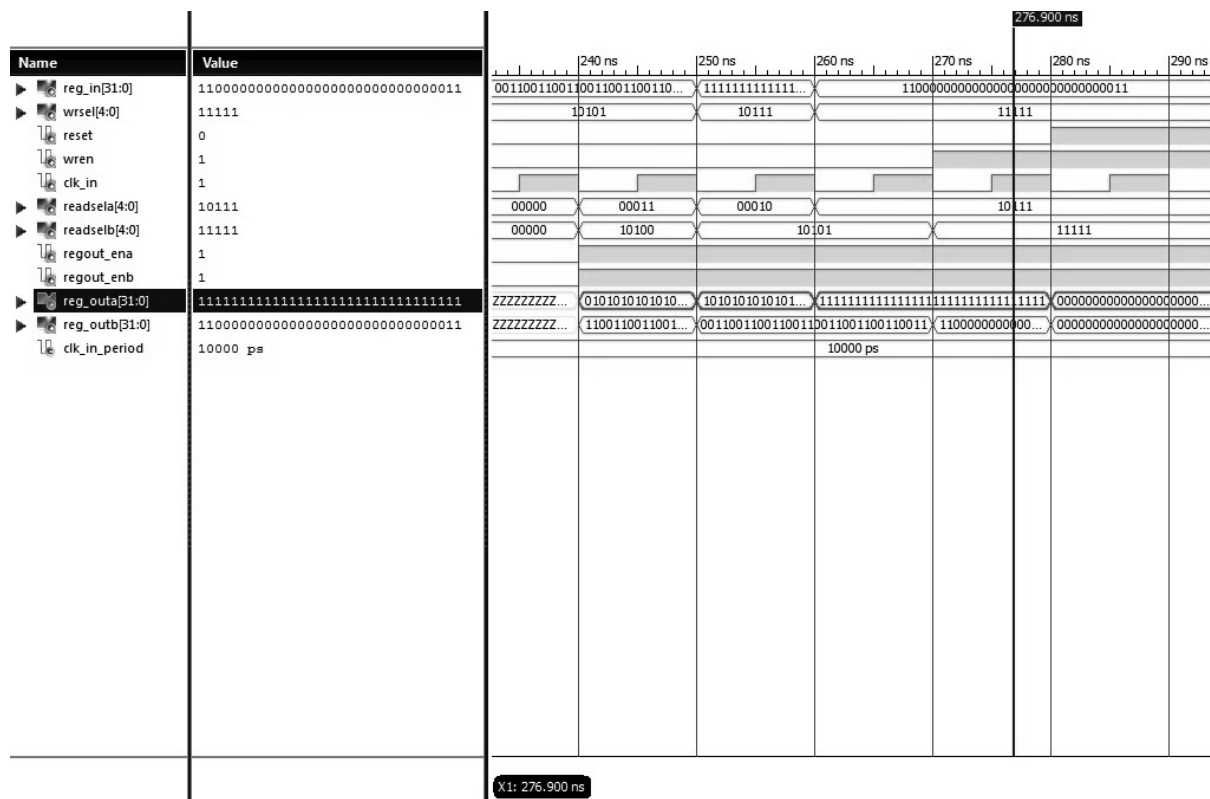 276.900 ns
Name Value 240 ns 250 ns 260 ns 270 ns 280 ns 290 ns
reg_in[31:0] 11000000000000000000000000000011 0011001100110011001100110... 1111111111111... 11000000000000000000000000000011
wrsel[4:0] 11111 10101 10111 11111
reset 0
wren 1
clk_in 1
readsela[4:0] 10111 00000 00011 00010 10111
readselb[4:0] 11111 00000 10100 10101 11111
regout_ena 1
regout_enb 1
reg_outa[31:0] 11111111111111111111111111111111 ZZZZZZZZZ... 0101010101010... 1010101010101... 11111111111111111111111111111111 00000000000000000000...
reg_outb[31:0] 11000000000000000000000000000011 ZZZZZZZZZ... 1100110011001... 00110011001100110011001100110011 1100000000000... 00000000000000000000...
clk_in_period 10000 ps 10000 ps
X1: 276.900 ns